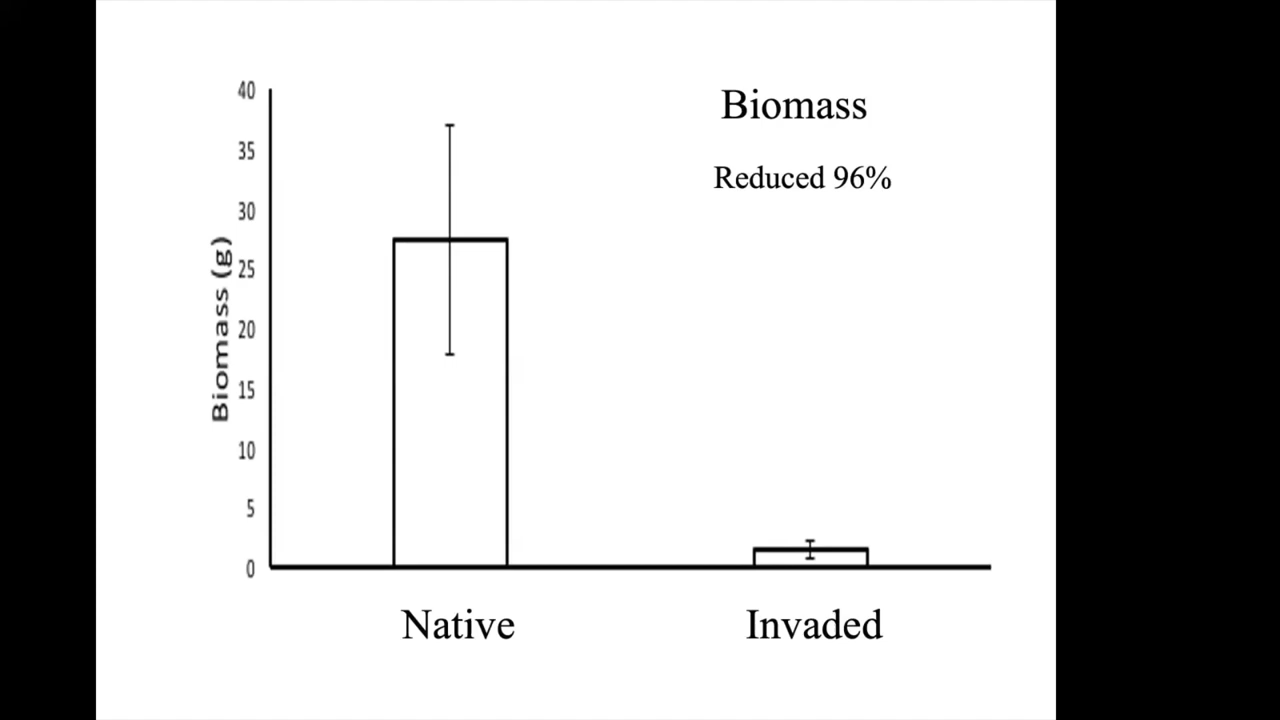 Biomass
Reduced 96%
Biomass (g)
40
35
30
25
20
15
10
5
0
Native
Invaded